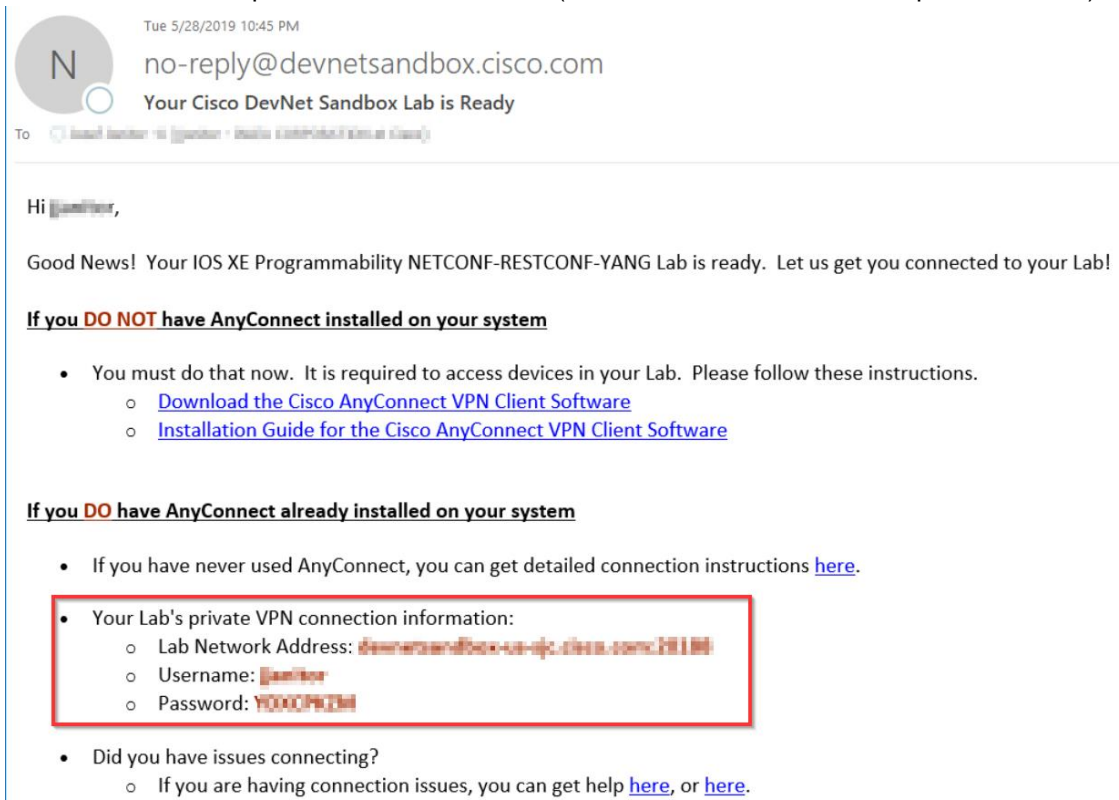 Tue 5/28/2019 10:45 PM
N
no-reply@devnetsandbox.cisco.com
Your Cisco DevNet Sandbox Lab is Ready
To
Hi
Good News! Your IOS XE Programmability NETCONF-RESTCONF-YANG Lab is ready. Let us get you connected to your Lab!
If you DO NOT have AnyConnect installed on your system
• You must do that now. It is required to access devices in your Lab. Please follow these instructions.
o Download the Cisco AnyConnect VPN Client Software
o Installation Guide for the Cisco AnyConnect VPN Client Software
If you DO have AnyConnect already installed on your system
• If you have never used AnyConnect, you can get detailed connection instructions here.
• Your Lab's private VPN connection information:
o Lab Network Address:
o Username:
o Password:
• Did you have issues connecting?
o If you are having connection issues, you can get help here, or here.